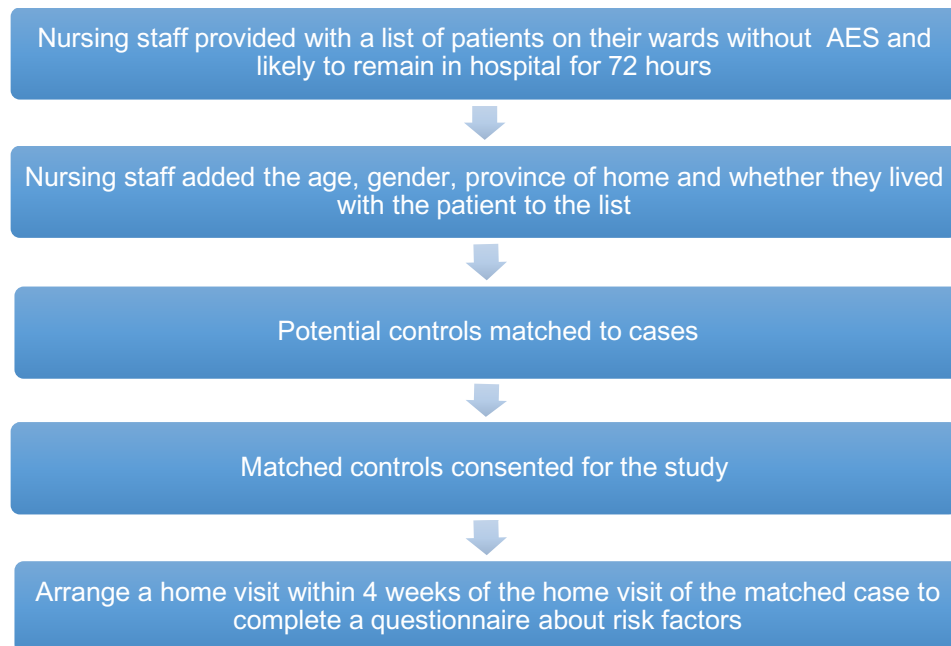 Nursing staff provided with a list of patients on their wards without AES and
likely to remain in hospital for 72 hours
Nursing staff added the age, gender, province of home and whether they lived
with the patient to the list
Potential controls matched to cases
Matched controls consented for the study
Arrange a home visit within 4 weeks of the home visit of the matched case to
complete a questionnaire about risk factors